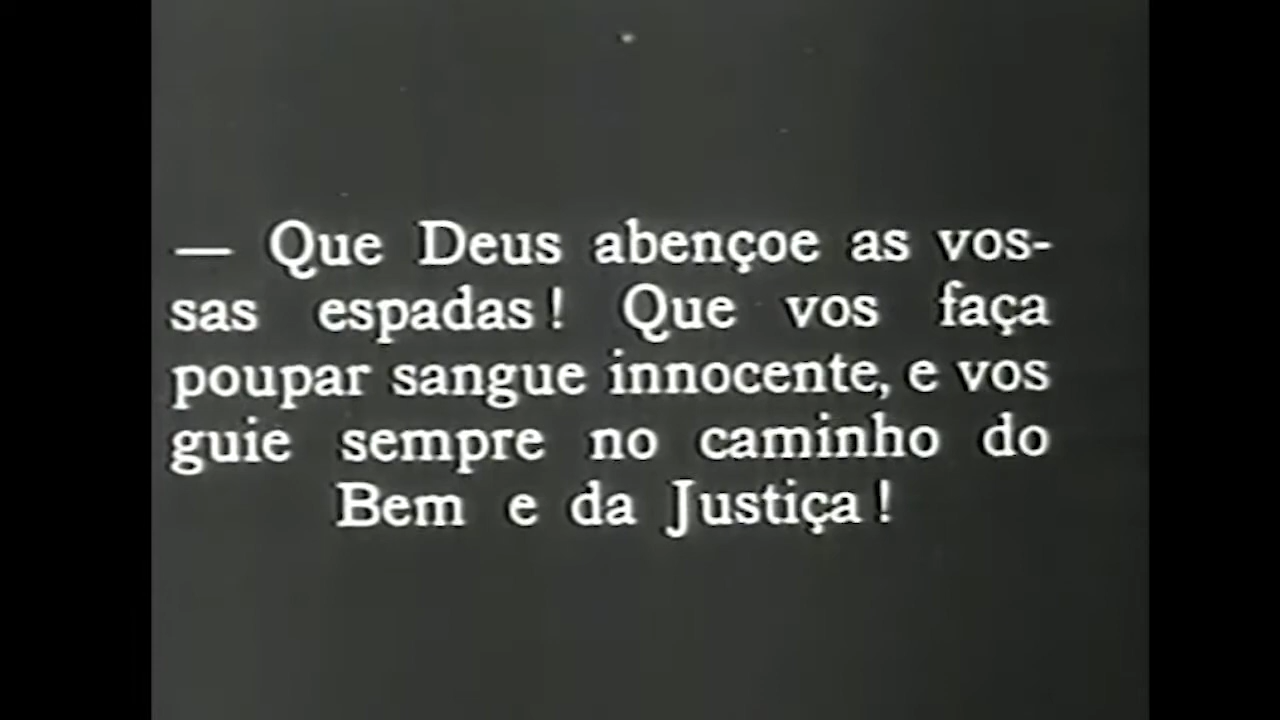 — Que Deus abençoe as vos-
sas espadas! Que vos faça
poupar sangue innocente, e vos
guie sempre no caminho do
Bem e da Justiça!